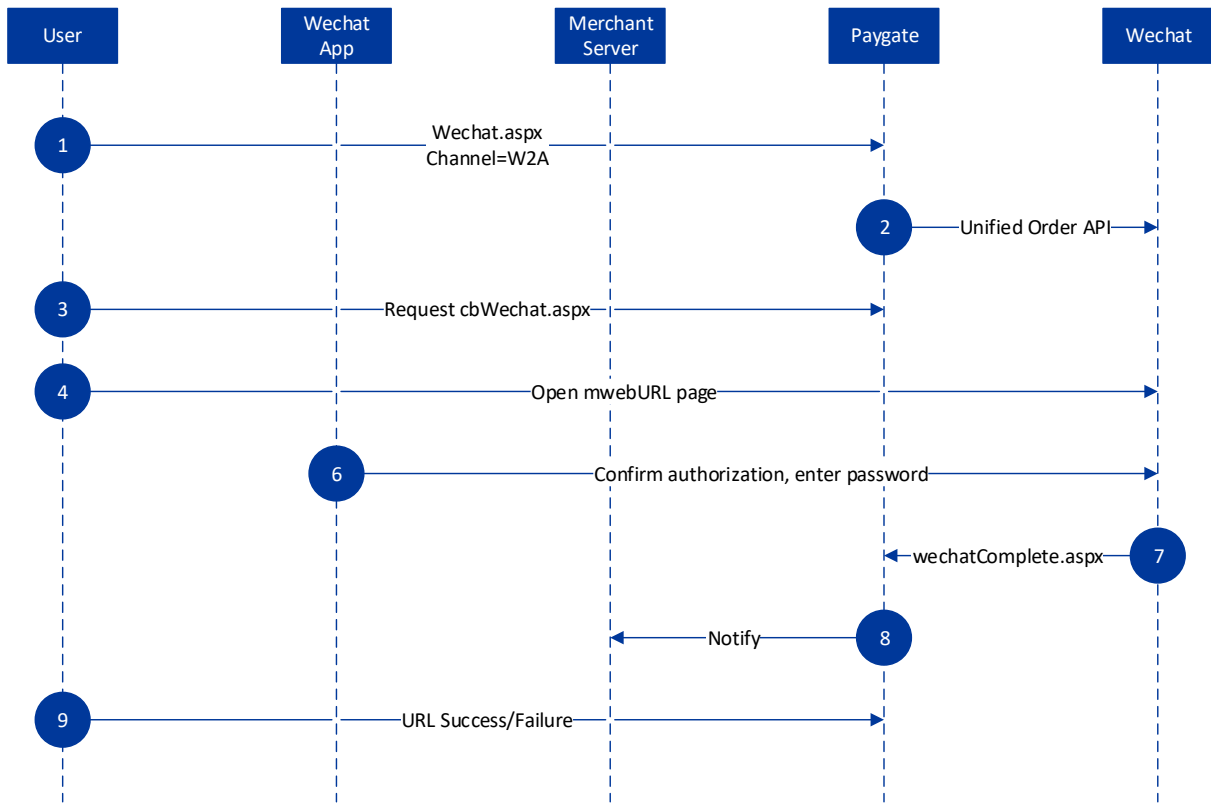 User
Wechat
App
Merchant
Server
Paygate
Wechat
1
Wechat.aspx
Channel=W2A
2
Unified Order API
3
Request cbWechat.aspx
4
Open mwebURL page
6
Confirm authorization, enter password
wechatComplete.aspx
7
Notify
8
9
URL Success/Failure